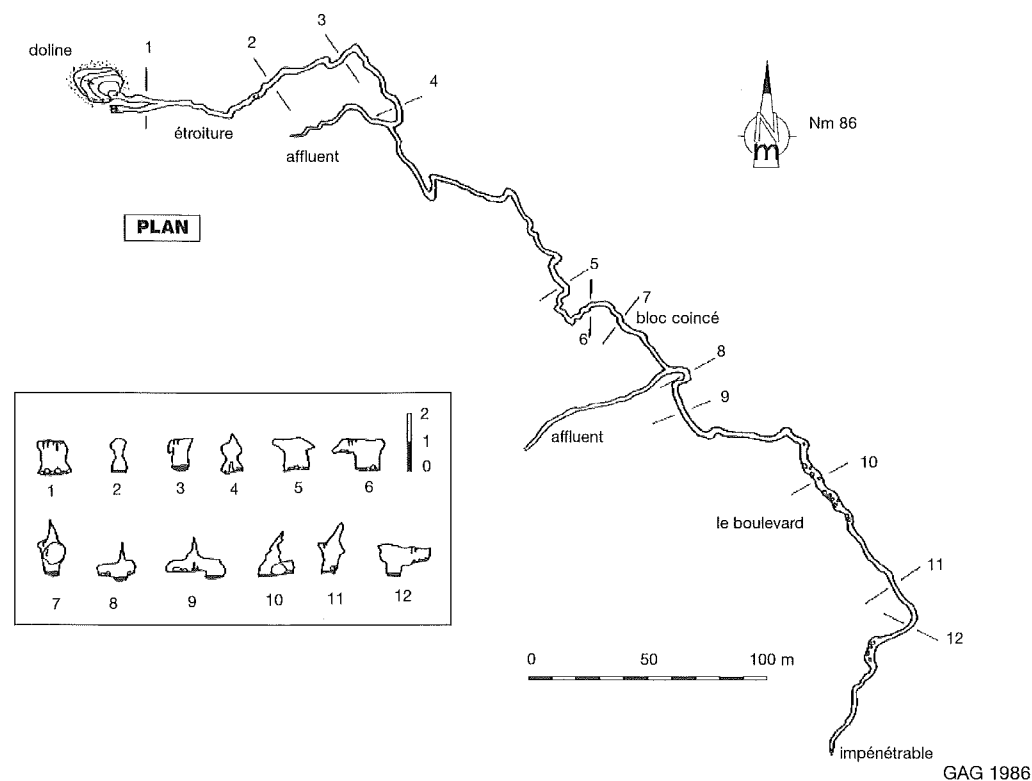 doline
1
2
3
4
étroiture
affluent
Nm 86
PLAN
5
6
7
bloc coincé
8
9
affluent
10
le boulevard
11
12
impénétrable
2
1
0
1 2 3 4 5 6
7 8 9 10 11 12
0 50 100 m
GAG 1986